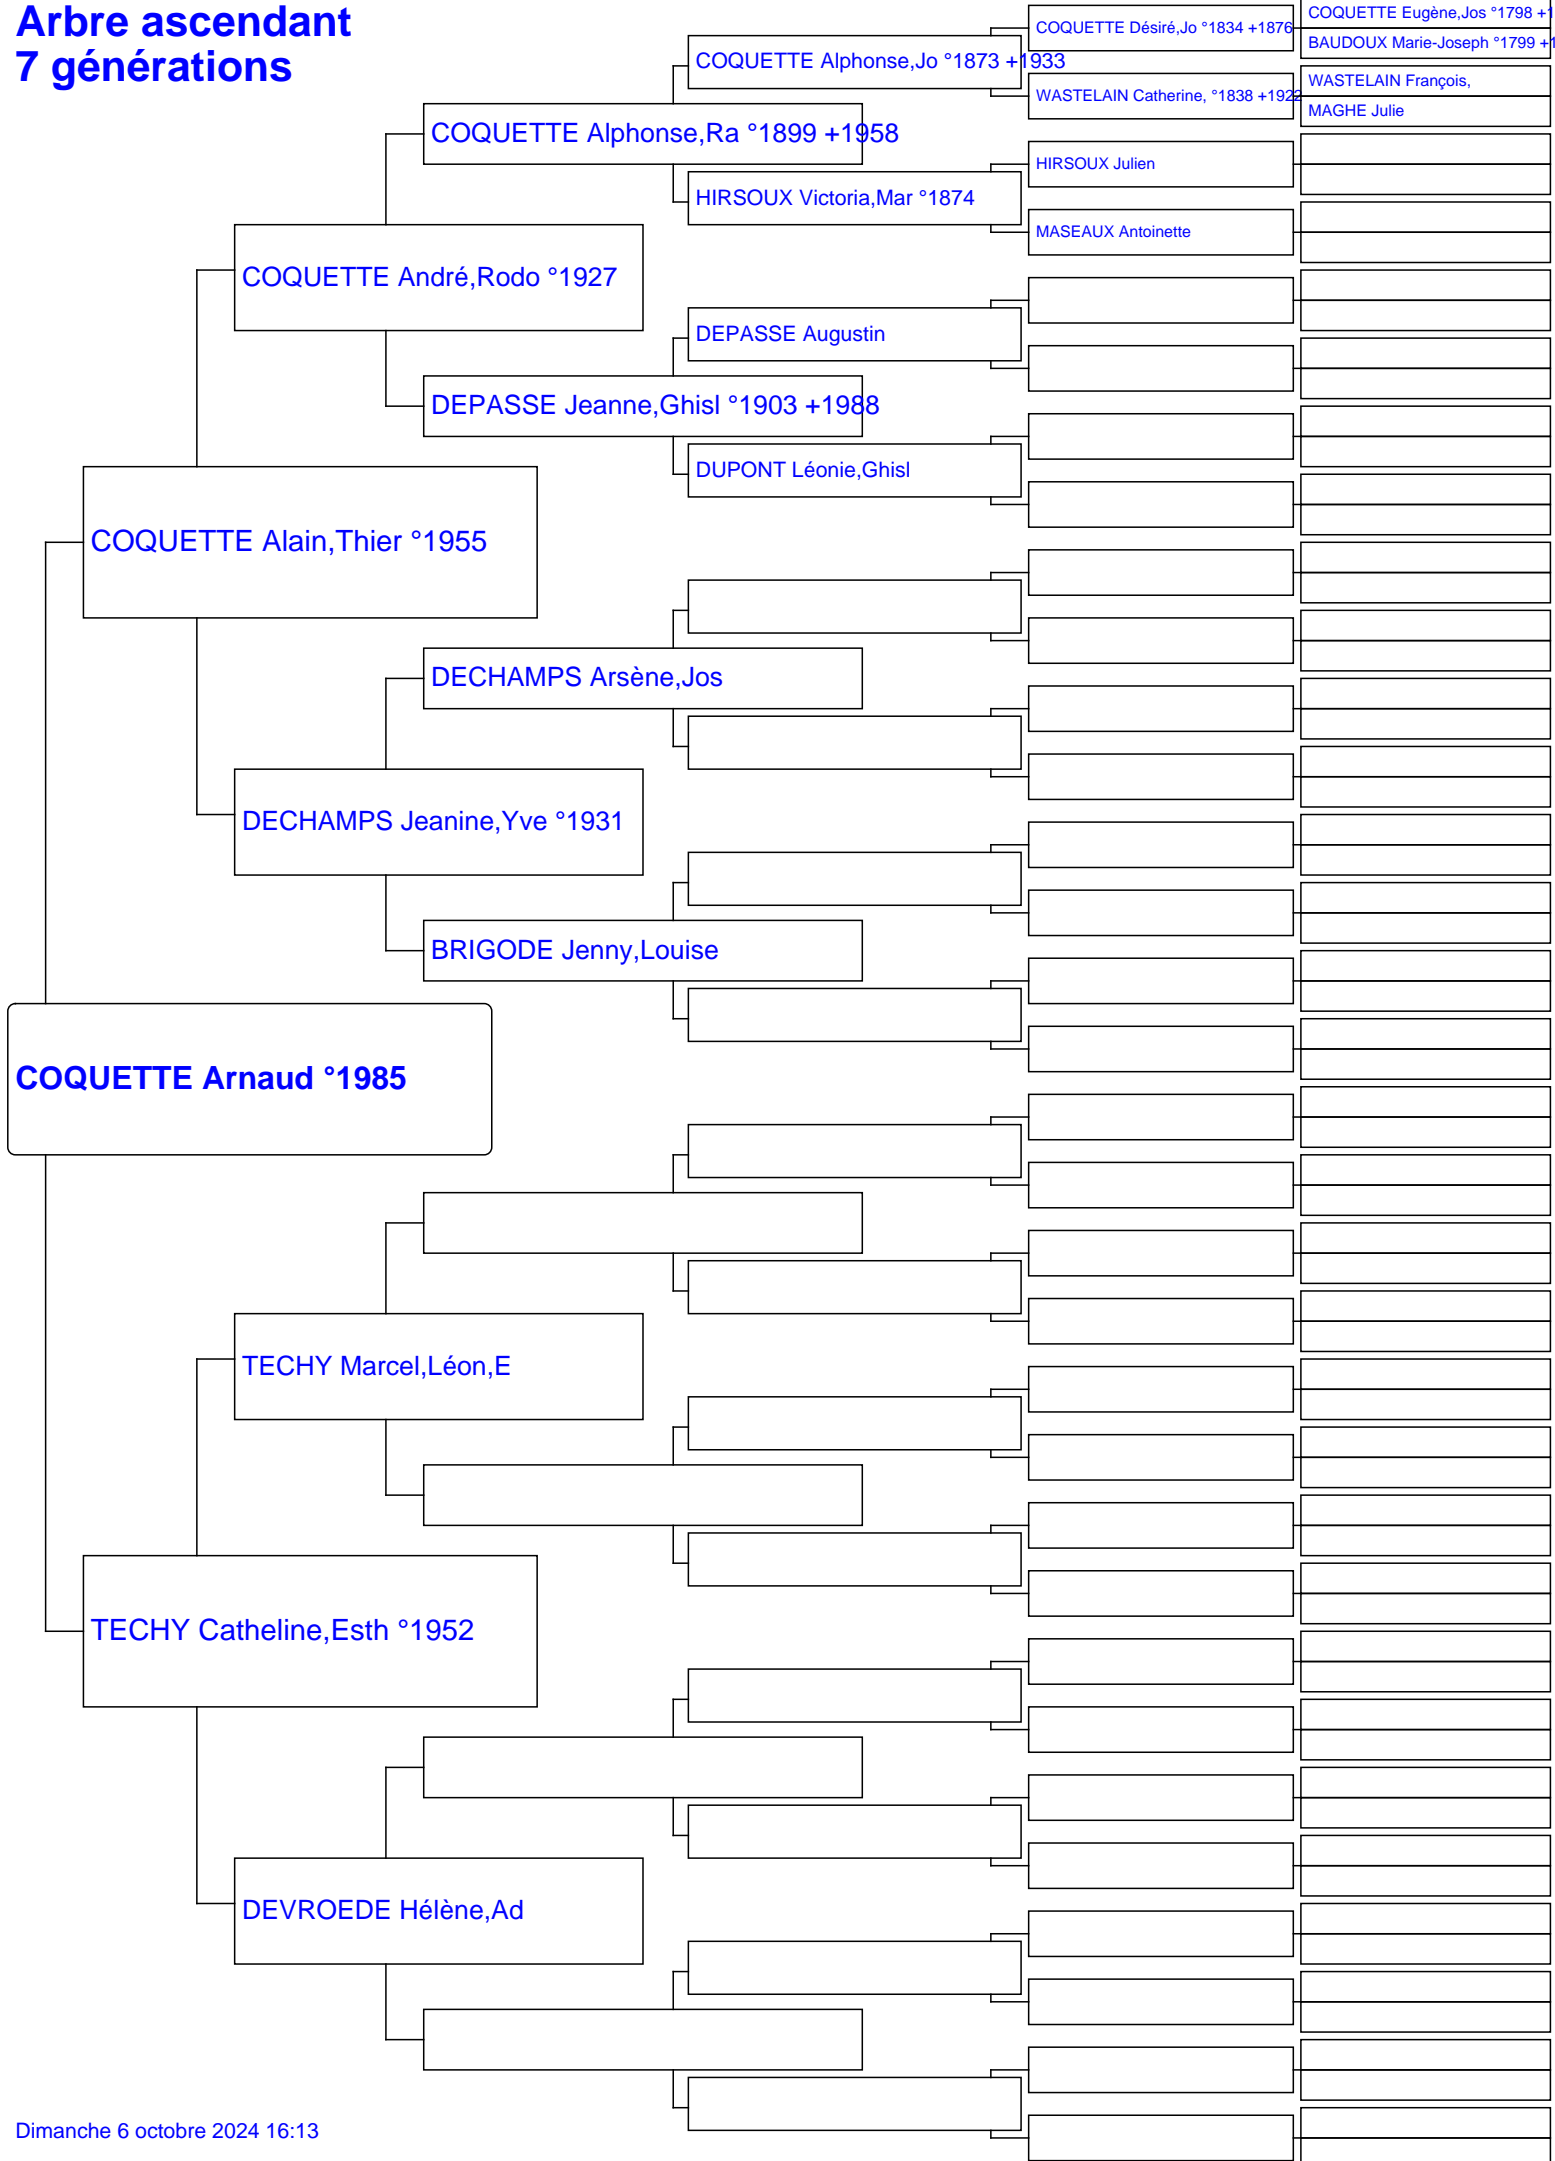 Arbre ascendant
7 générations
COQUETTE Eugène,Jos °1798 +1
COQUETTE Désiré,Jo °1834 +1876
BAUDOUX Marie-Joseph °1799 +1
COQUETTE Alphonse,Jo °1873 +1933
WASTELAIN François,
WASTELAIN Catherine, °1838 +1922
MAGHE Julie
COQUETTE Alphonse,Ra °1899 +1958
HIRSOUX Julien
HIRSOUX Victoria,Mar °1874
MASEAUX Antoinette
COQUETTE André,Rodo °1927
DEPASSE Augustin
DEPASSE Jeanne,Ghisl °1903 +1988
DUPONT Léonie,Ghisl
COQUETTE Alain,Thier °1955
DECHAMPS Arsène,Jos
DECHAMPS Jeanine,Yve °1931
BRIGODE Jenny,Louise
COQUETTE Arnaud °1985
TECHY Marcel,Léon,E
TECHY Catheline,Esth °1952
DEVROEDE Hélène,Ad
Dimanche 6 octobre 2024 16:13